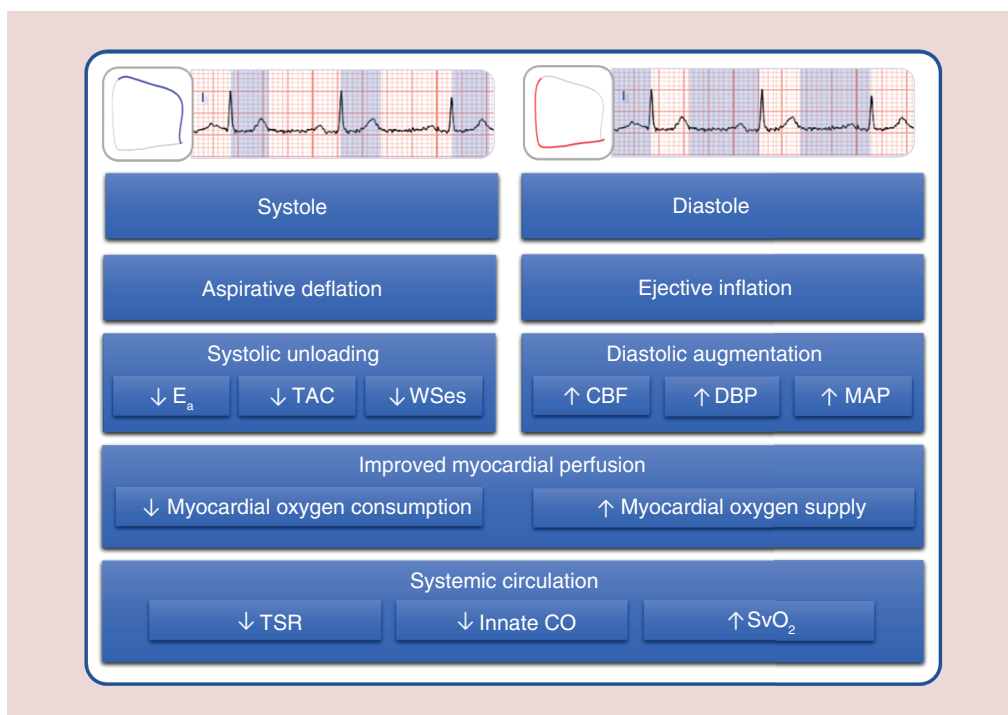 I
I
Systole
Diastole
Aspirative deflation
Ejective inflation
Systolic unloading
↓ Ea
↓ TAC
↓ WSes
Diastolic augmentation
↑ CBF
↑ DBP
↑ MAP
Improved myocardial perfusion
↓ Myocardial oxygen consumption
↑ Myocardial oxygen supply
Systemic circulation
↓ TSR
↓ Innate CO
↑ SvO₂